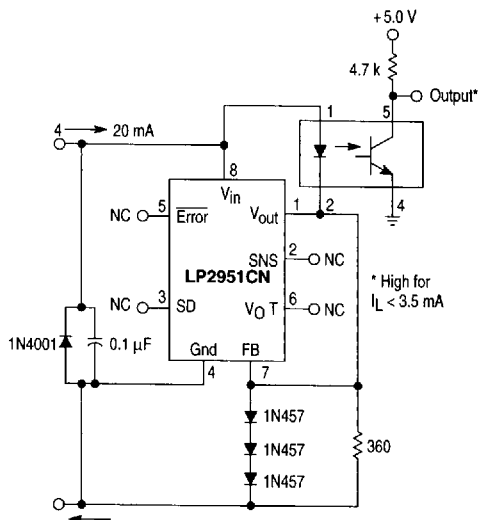 +5.0 V
4.7 k
5
Output*
1
4
20 mA
8
Vin
NC
5
Error
Vout
1
2
4
SNS
2
NC
LP2951CN
* High for
IL < 3.5 mA
NC
3
SD
VO T
6
NC
1N4001
0.1 µF
Gnd
FB
4
7
1N457
1N457
1N457
360